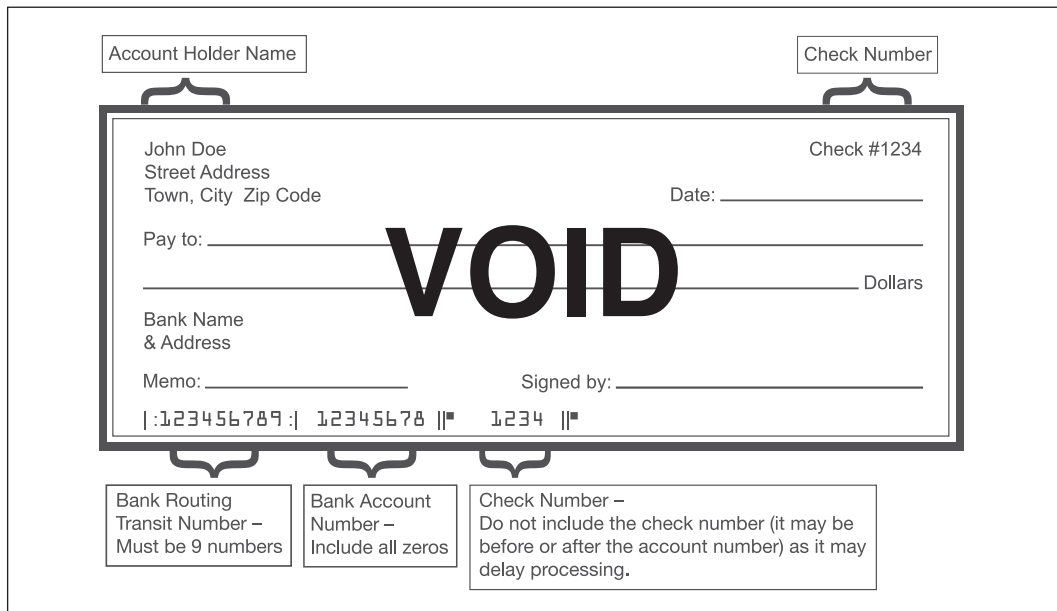 Account Holder Name
Check Number
John Doe
Check #1234
Street Address
Town, City Zip Code
Date:
Pay to:
VOID
Dollars
Bank Name
& Address
Memo:
Signed by:
|:123456789:| 12345678 ||■ 1234 ||■
Bank Routing
Transit Number –
Must be 9 numbers
Bank Account
Number –
Include all zeros
Check Number –
Do not include the check number (it may be
before or after the account number) as it may
delay processing.